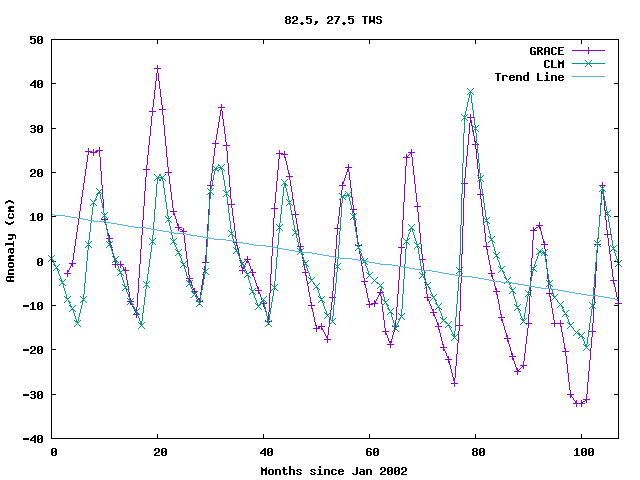 82.5, 27.5 TWS
GRACE
CLM
Trend Line
50
40
30
20
10
0
-10
-20
-30
-40
Anomaly (cm)
0 20 40 60 80 100
Months since Jan 2002